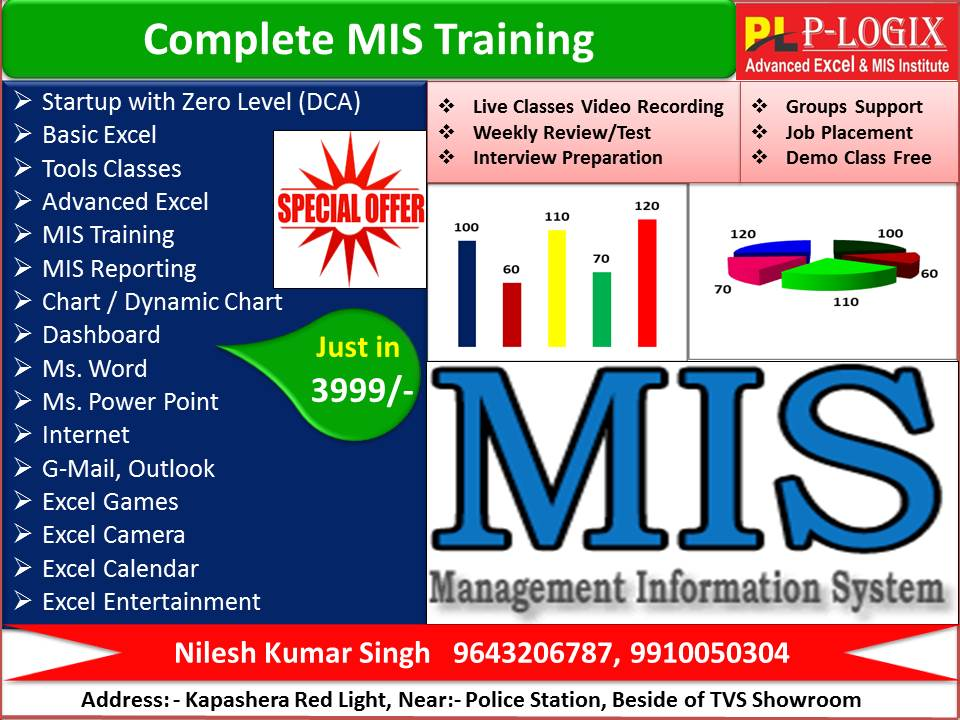 Complete MIS Training
PL P-LOGIX
Advanced Excel & MIS Institute
Startup with Zero Level (DCA)
Basic Excel
Tools Classes
Advanced Excel
MIS Training
MIS Reporting
Chart / Dynamic Chart
Dashboard
Ms. Word
Ms. Power Point
Internet
G-Mail, Outlook
Excel Games
Excel Camera
Excel Calendar
Excel Entertainment
SPECIAL OFFER
Just in
3999/-
Live Classes Video Recording
Weekly Review/Test
Interview Preparation
Groups Support
Job Placement
Demo Class Free
100
60
110
70
120
120
100
70
60
110
MIS
Management Information System
Nilesh Kumar Singh 9643206787, 9910050304
Address: - Kapashera Red Light, Near:- Police Station, Beside of TVS Showroom